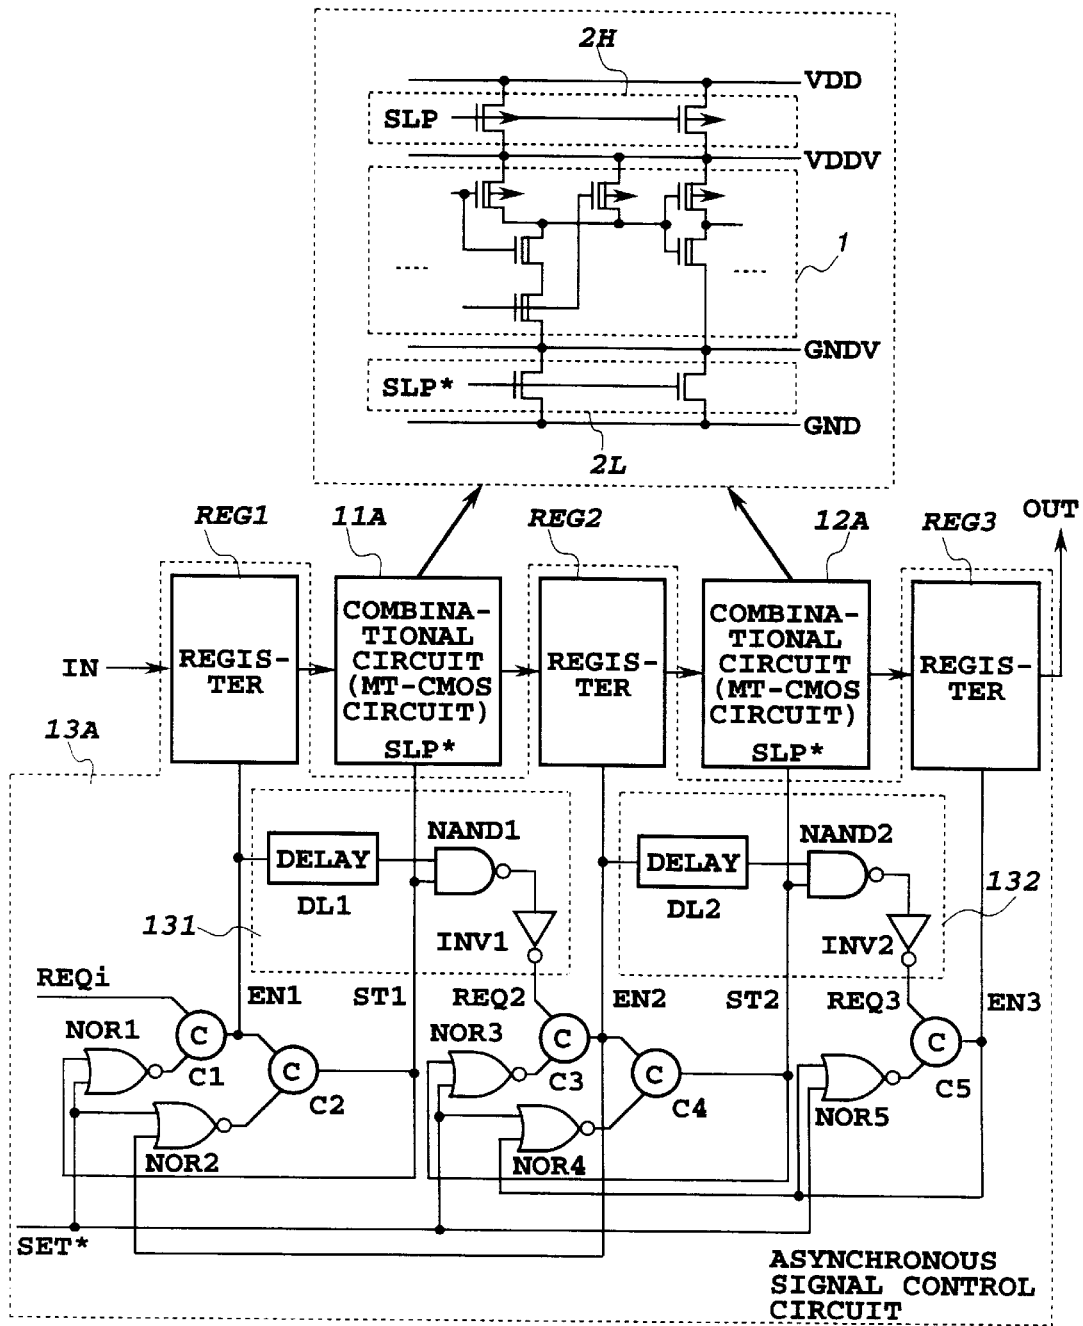 2H
VDD
SLP
VDDV
1
....
....
GNDV
SLP*
GND
2L
REG1
11A
REG2
12A
REG3
OUT
IN
REGIS-
TER
COMBINA-
TIONAL
CIRCUIT
(MT-CMOS
CIRCUIT)
SLP*
REGIS-
TER
COMBINA-
TIONAL
CIRCUIT
(MT-CMOS
CIRCUIT)
SLP*
REGIS-
TER
13A
DELAY
DL1
NAND1
INV1
131
DELAY
DL2
NAND2
INV2
132
REQi
EN1
ST1
REQ2
EN2
ST2
REQ3
EN3
NOR1
C
C1
C
C2
NOR2
NOR3
C
C3
C
C4
NOR4
C
C5
NOR5
SET*
ASYNCHRONOUS
SIGNAL CONTROL
CIRCUIT